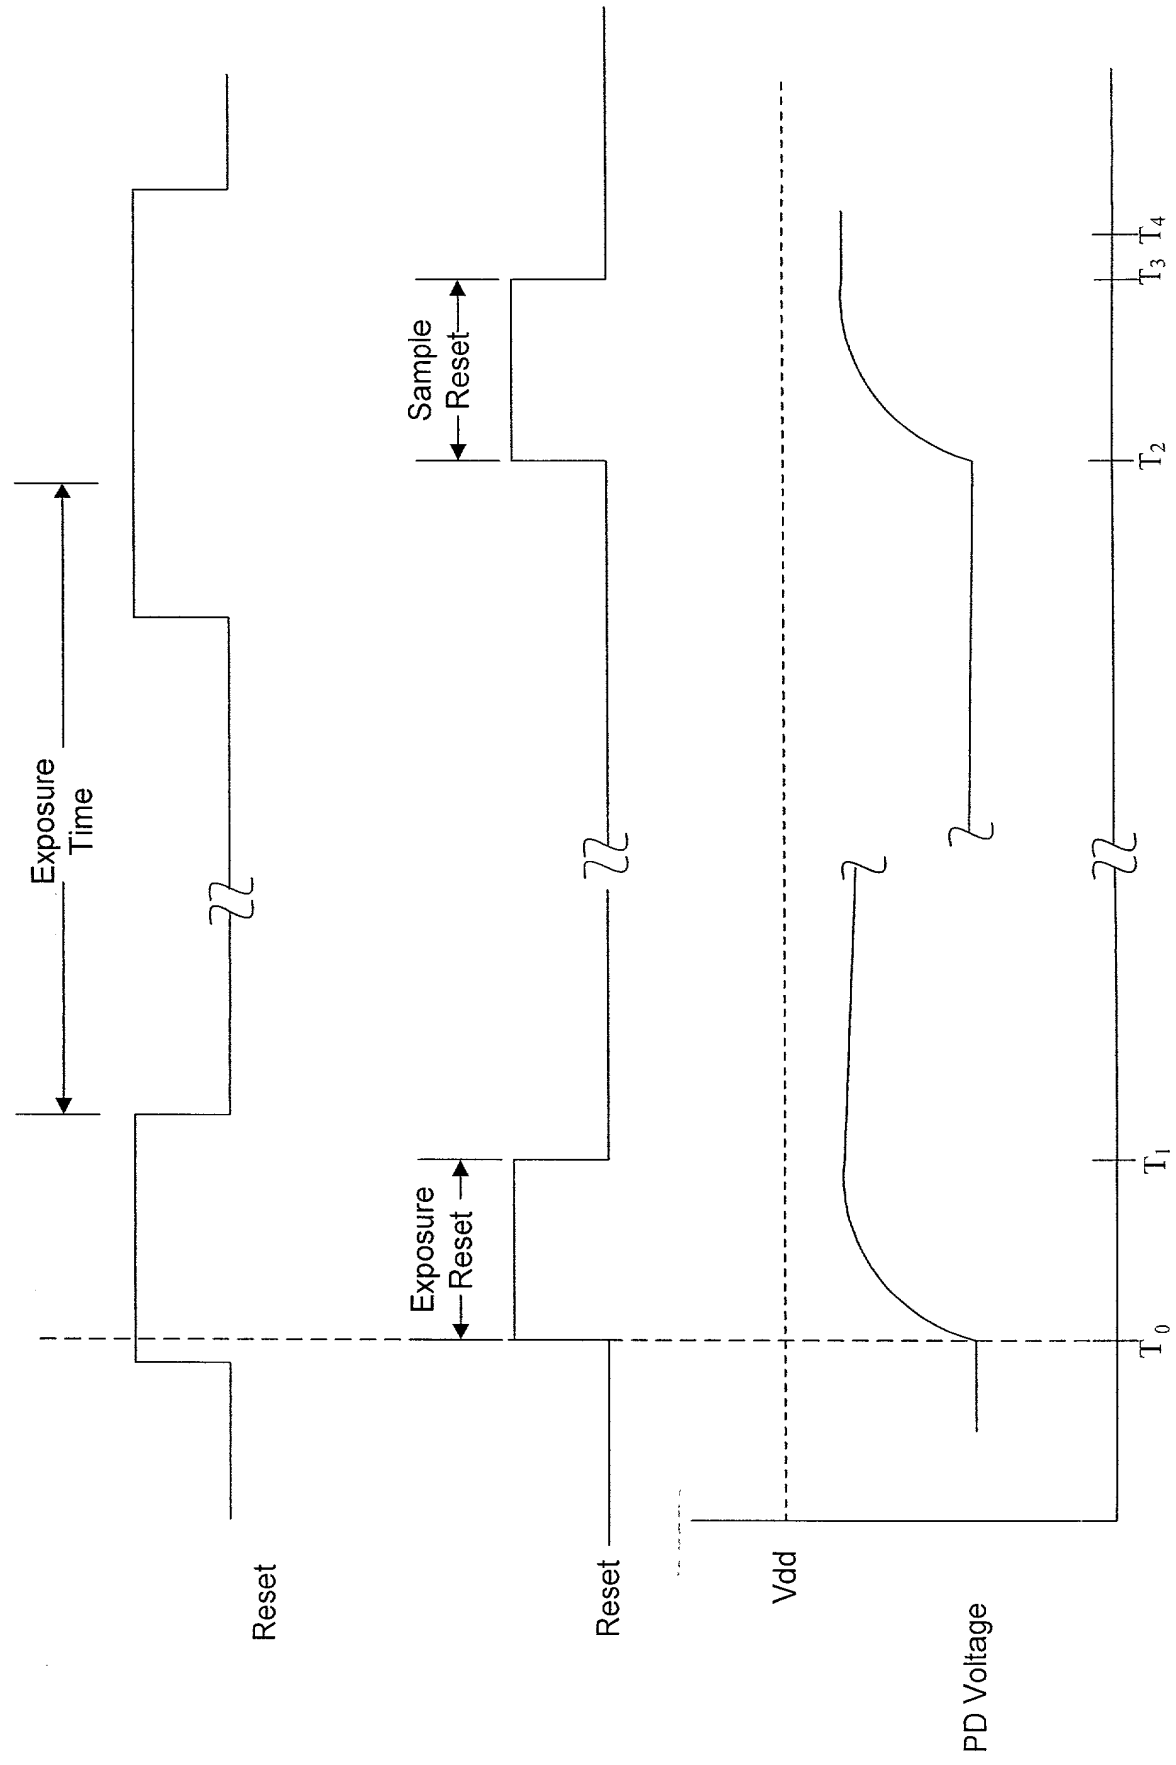 Exposure
Time
Reset
Exposure
Reset
Sample
Reset
Reset
Vdd
PD Voltage
T0
T1
T2
T3
T4